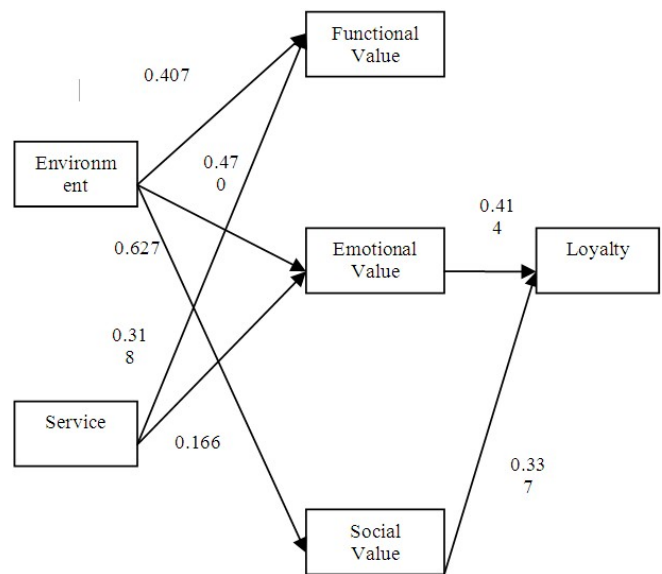 Functional
Value
0.407
Environm
ent
0.47
0
0.41
4
0.627
Emotional
Value
Loyalty
0.31
8
Service
0.166
0.33
7
Social
Value